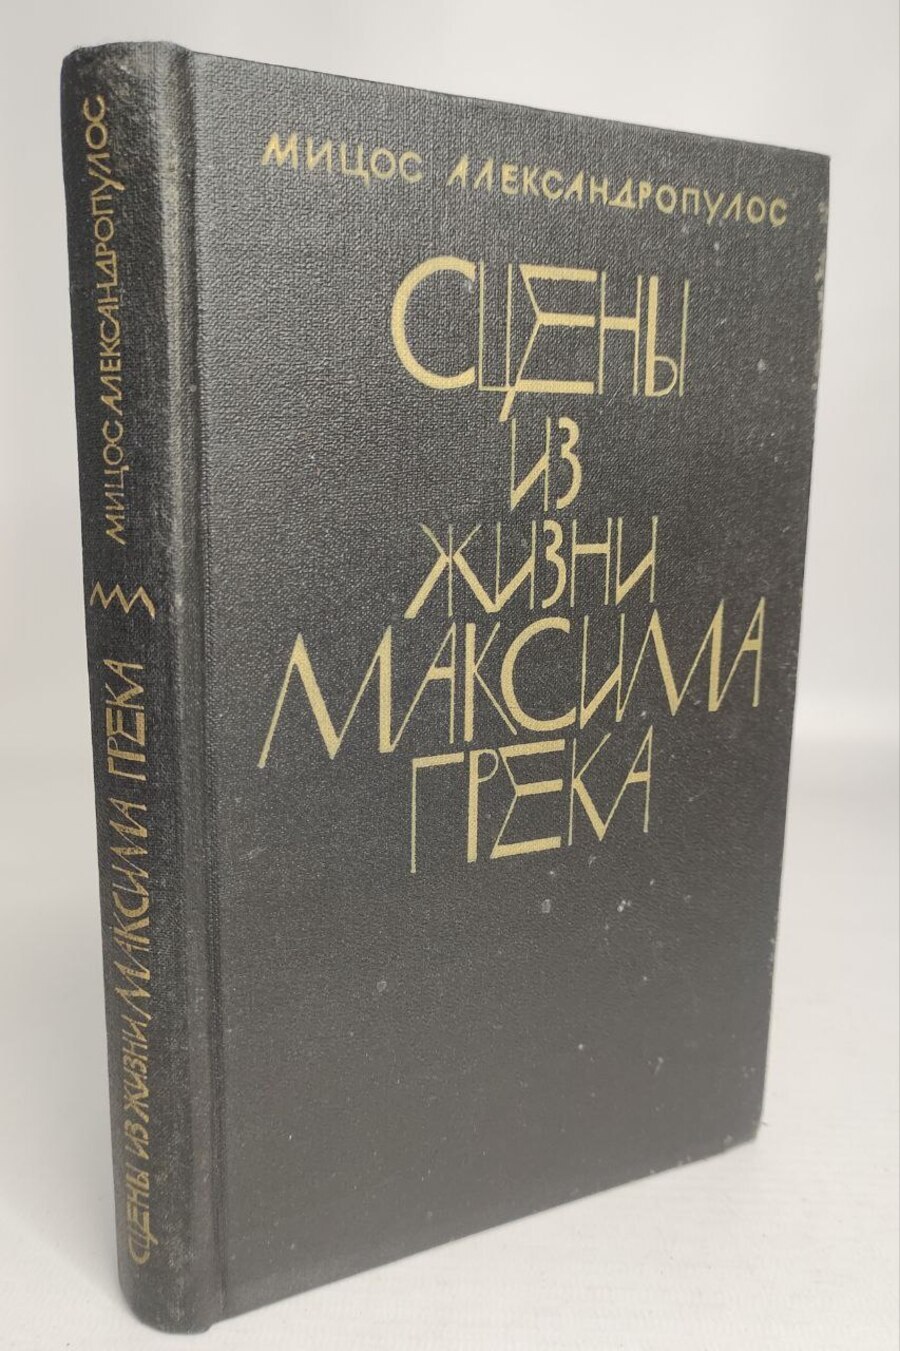 МИЦОС АЛЕКСАНДРОПУЛОС
СЦЕНЫ
ИЗ
ЖИЗНИ
МАКСИМА
ГРЕКА
СЦЕНЫ ИЗ ЖИЗНИ МАКСИМА ГРЕКА МИЦОС АЛЕКСАНДРОПУЛОС